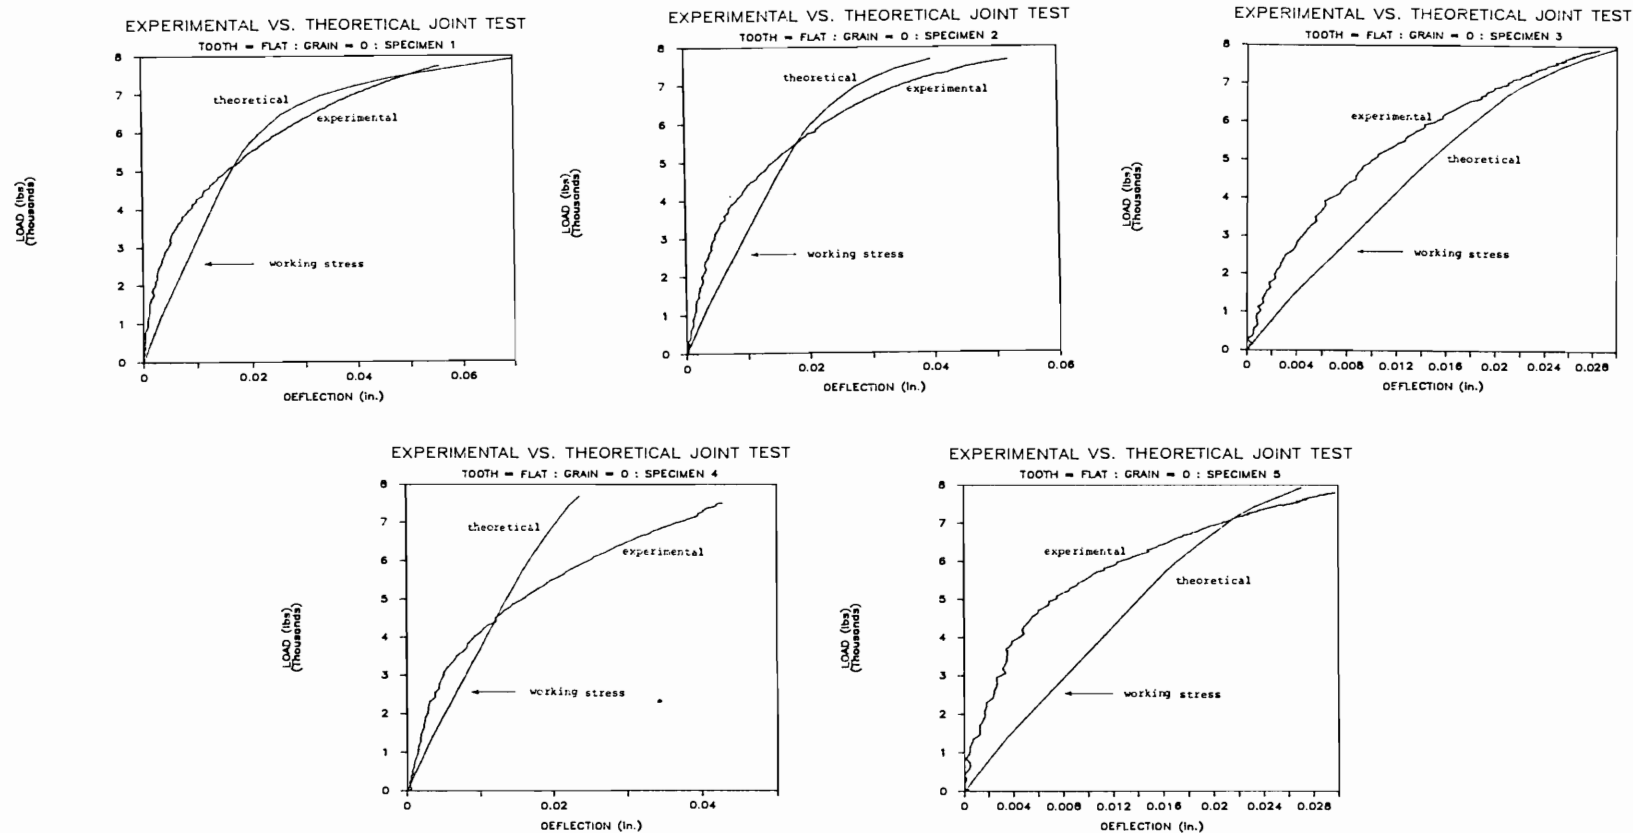 EXPERIMENTAL VS. THEORETICAL JOINT TEST
TOOTH = FLAT : GRAIN = 0 : SPECIMEN 1
LOAD (lbs)
(Thousands)
8
7
6
5
4
3
2
1
0
theoretical
experimental
working stress
0
0.02
0.04
0.06
DEFLECTION (in.)
EXPERIMENTAL VS. THEORETICAL JOINT TEST
TOOTH = FLAT : GRAIN = 0 : SPECIMEN 2
LOAD (lbs)
(Thousands)
8
7
6
5
4
3
2
1
0
theoretical
experimental
working stress
0
0.02
0.04
0.06
DEFLECTION (in.)
EXPERIMENTAL VS. THEORETICAL JOINT TEST
TOOTH = FLAT : GRAIN = 0 : SPECIMEN 3
LOAD (lbs)
(Thousands)
8
7
6
5
4
3
2
1
0
experimental
theoretical
working stress
0
0.004
0.008
0.012
0.016
0.02
0.024
0.028
DEFLECTION (in.)
EXPERIMENTAL VS. THEORETICAL JOINT TEST
TOOTH = FLAT : GRAIN = 0 : SPECIMEN 4
LOAD (lbs)
(Thousands)
8
7
6
5
4
3
2
1
0
theoretical
experimental
working stress
0
0.02
0.04
DEFLECTION (in.)
EXPERIMENTAL VS. THEORETICAL JOINT TEST
TOOTH = FLAT : GRAIN = 0 : SPECIMEN 5
LOAD (lbs)
(Thousands)
8
7
6
5
4
3
2
1
0
experimental
theoretical
working stress
0
0.004
0.008
0.012
0.016
0.02
0.024
0.028
DEFLECTION (in.)